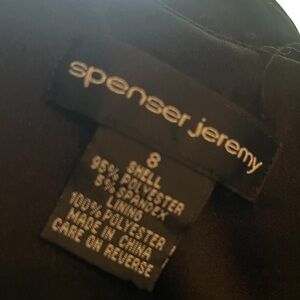 spenser jeremy
8
SHELL
95% POLYESTER
5% SPANDEX
LINING
100% POLYESTER
MADE IN CHINA
CARE ON REVERSE